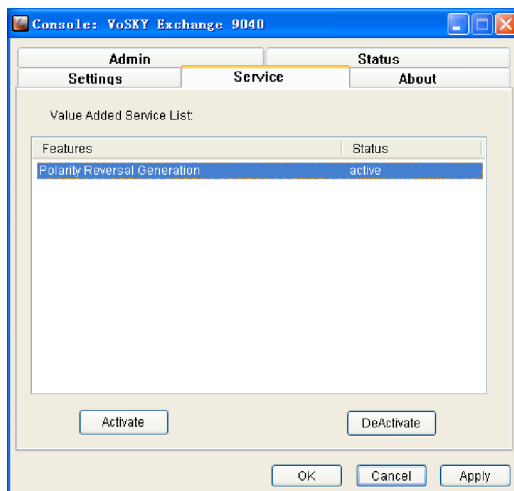 Console: VoSKY Exchange 9040
Admin Status
Settings Service About
Value Added Service List:
Features Status
Polarity Reversal Generation active
Activate DeActivate
OK Cancel Apply